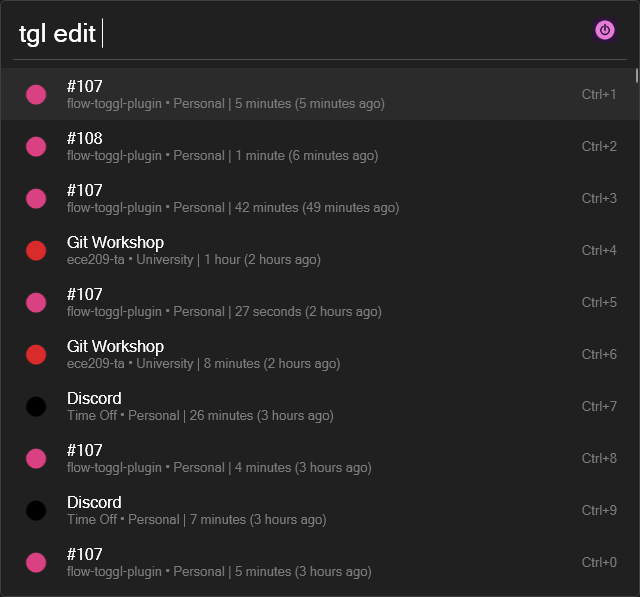 tgl edit
#107
flow-toggl-plugin • Personal | 5 minutes (5 minutes ago)
Ctrl+1
#108
flow-toggl-plugin • Personal | 1 minute (6 minutes ago)
Ctrl+2
#107
flow-toggl-plugin • Personal | 42 minutes (49 minutes ago)
Ctrl+3
Git Workshop
ece209-ta • University | 1 hour (2 hours ago)
Ctrl+4
#107
flow-toggl-plugin • Personal | 27 seconds (2 hours ago)
Ctrl+5
Git Workshop
ece209-ta • University | 8 minutes (2 hours ago)
Ctrl+6
Discord
Time Off • Personal | 26 minutes (3 hours ago)
Ctrl+7
#107
flow-toggl-plugin • Personal | 4 minutes (3 hours ago)
Ctrl+8
Discord
Time Off • Personal | 7 minutes (3 hours ago)
Ctrl+9
#107
flow-toggl-plugin • Personal | 5 minutes (3 hours ago)
Ctrl+0